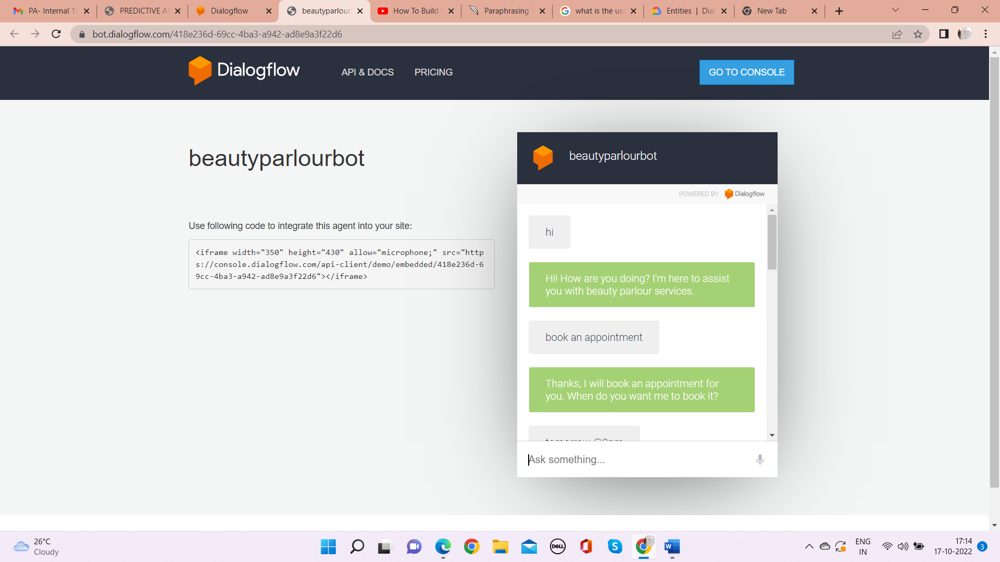 PA- Internal 1
PREDICTIVE A
Dialogflow
beautyparlour
How To Build
Paraphrasing
what is the use
Entities | Dial
New Tab
bot.dialogflow.com/418e236d-69cc-4ba3-a942-ad8e9a3f22d6
Dialogflow
API & DOCS
PRICING
GO TO CONSOLE
beautyparlourbot
Use following code to integrate this agent into your site:
<iframe width="350" height="430" allow="microphone;" src="http
s://console.dialogflow.com/api-client/demo/embedded/418e236d-6
9cc-4ba3-a942-ad8e9a3f22d6"></iframe>
beautyparlourbot
POWERED BY Dialogflow
hi
Hi! How are you doing? I'm here to assist
you with beauty parlour services.
book an appointment
Thanks, I will book an appointment for
you. When do you want me to book it?
Ask something...
26°C
Cloudy
DELL
ENG
IN
17:14
17-10-2022
3